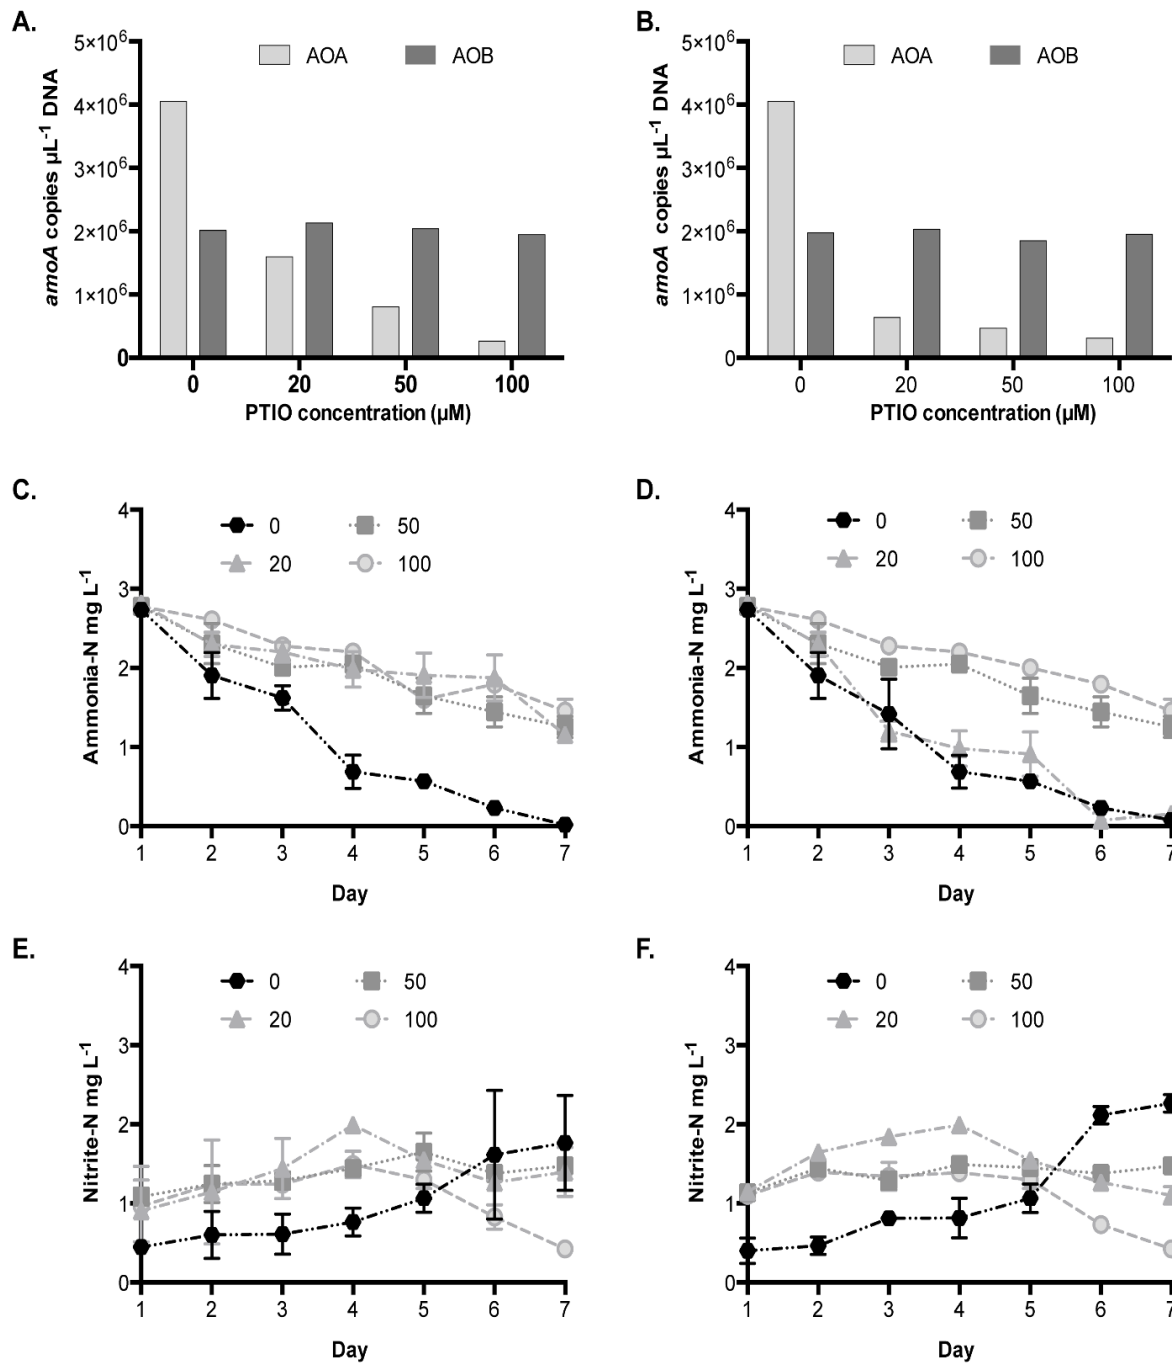 A.
AOA AOB
5×10⁶
4×10⁶
3×10⁶
2×10⁶
1×10⁶
0
amoA copies µL⁻¹ DNA
0 20 50 100
PTIO concentration (µM)
B.
AOA AOB
5×10⁶
4×10⁶
3×10⁶
2×10⁶
1×10⁶
0
amoA copies µL⁻¹ DNA
0 20 50 100
PTIO concentration (µM)
C.
0 50
20 100
4
3
2
1
0
Ammonia-N mg L⁻¹
1 2 3 4 5 6 7
Day
D.
0 50
20 100
4
3
2
1
0
Ammonia-N mg L⁻¹
1 2 3 4 5 6 7
Day
E.
0 50
20 100
4
3
2
1
0
Nitrite-N mg L⁻¹
1 2 3 4 5 6 7
Day
F.
0 50
20 100
4
3
2
1
0
Nitrite-N mg L⁻¹
1 2 3 4 5 6 7
Day